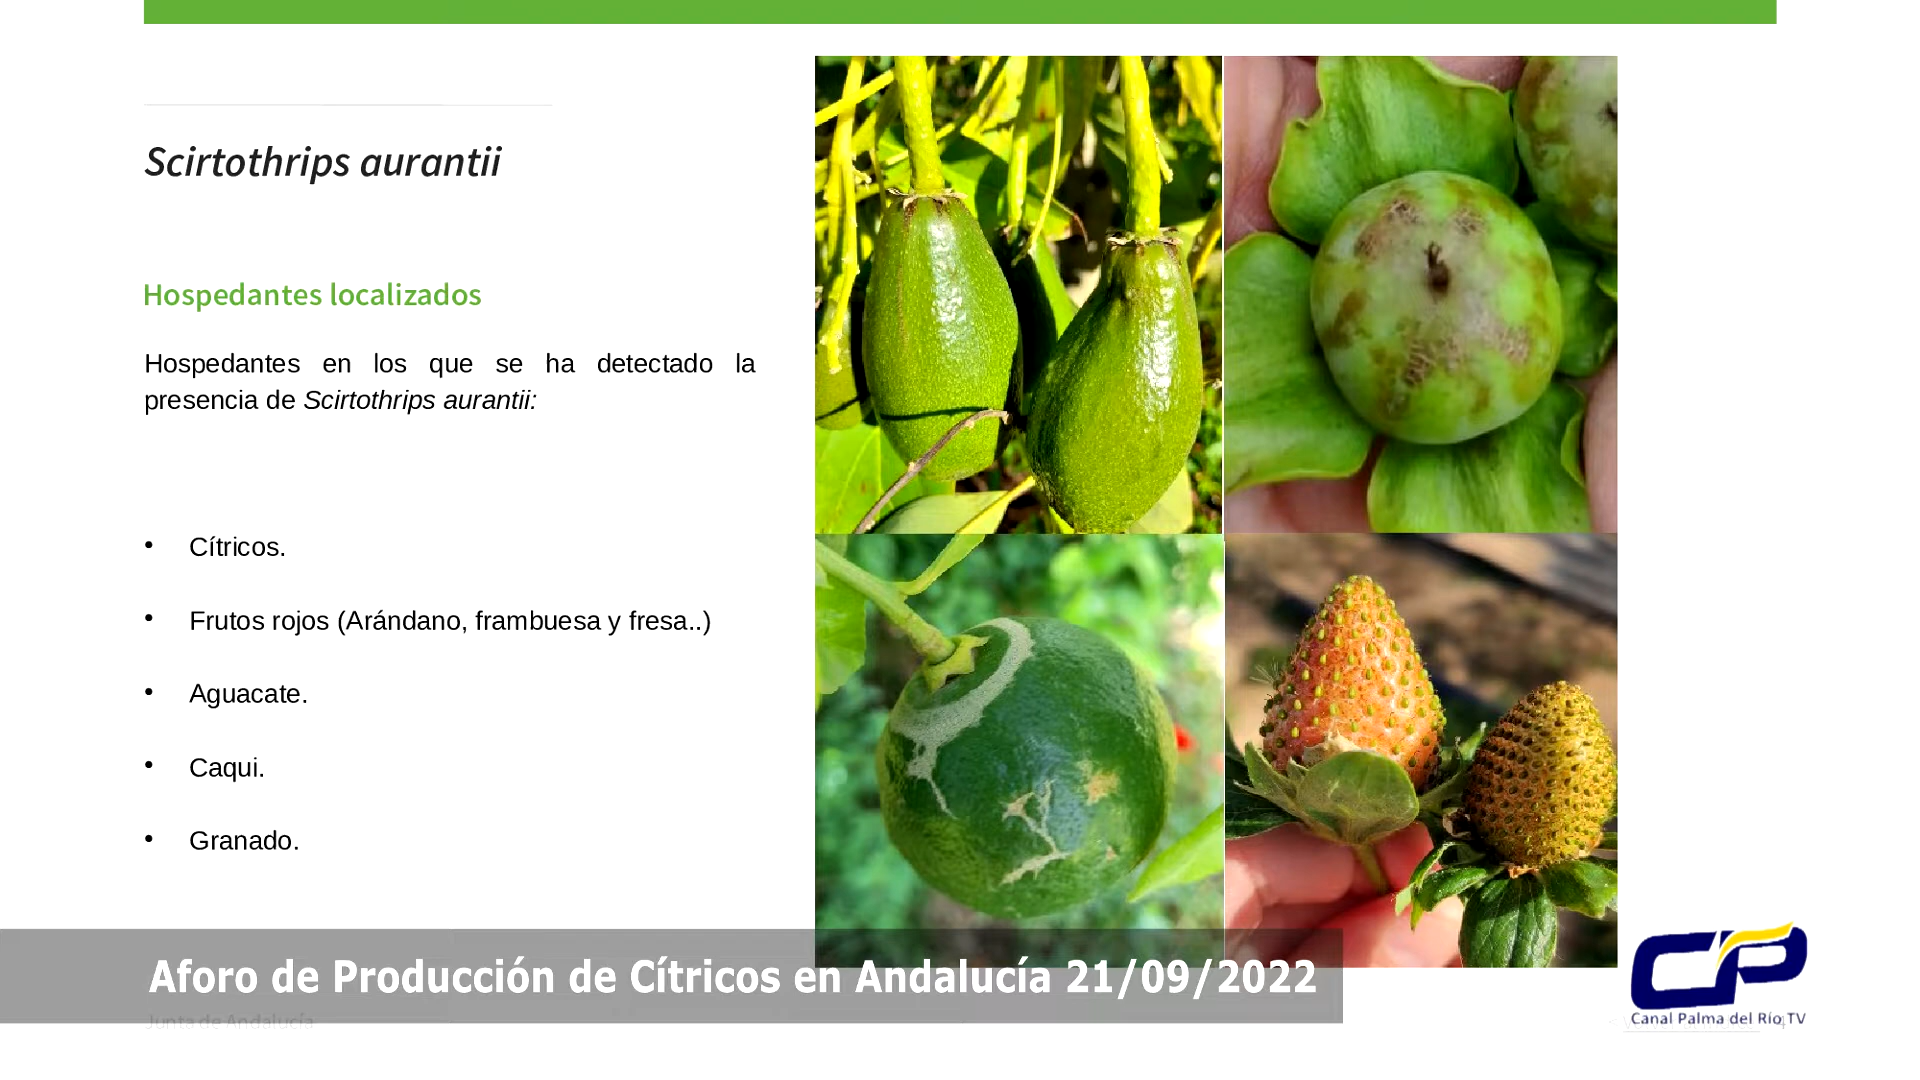 Scirtothrips aurantii
Hospedantes localizados
Hospedantes en los que se ha detectado la
presencia de Scirtothrips aurantii:
• Cítricos.
• Frutos rojos (Arándano, frambuesa y fresa..)
• Aguacate.
• Caqui.
• Granado.
Aforo de Producción de Cítricos en Andalucía 21/09/2022
Junta de Andalucía
CP
Canal Palma del Río TV
4